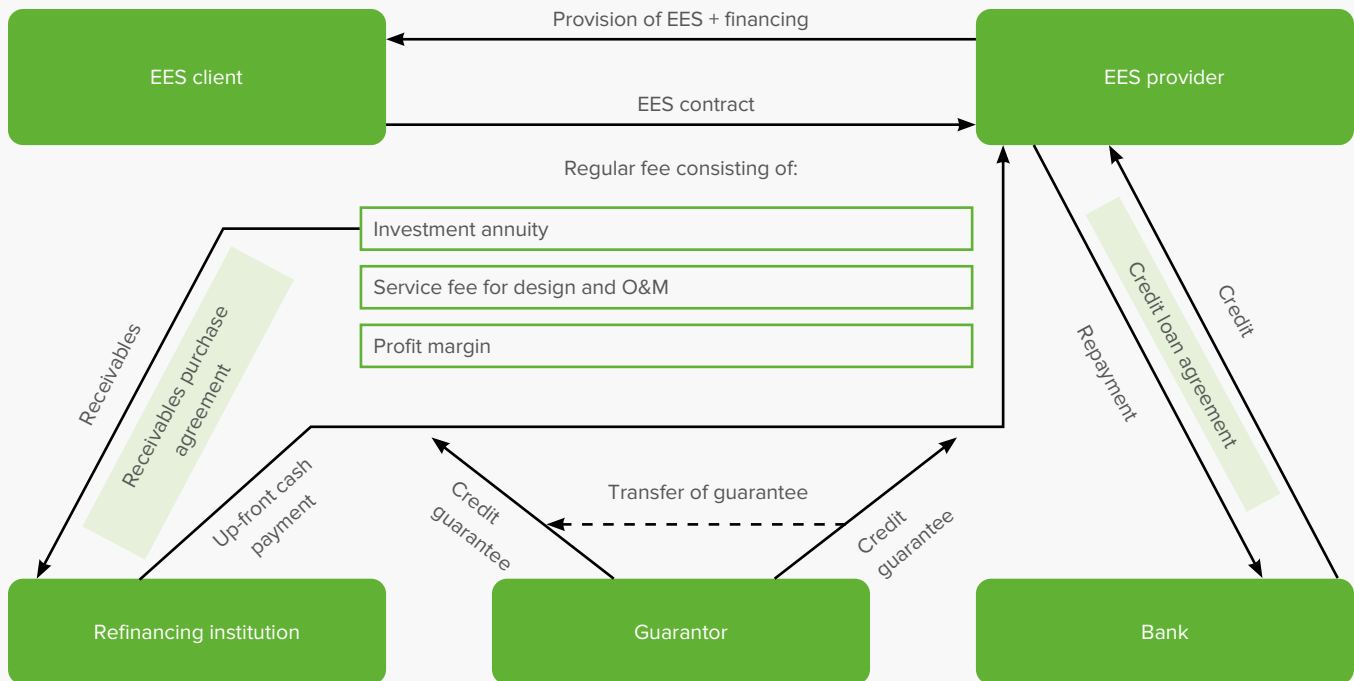 Provision of EES + financing
EES client
EES provider
EES contract
Regular fee consisting of:
Investment annuity
Service fee for design and O&M
Profit margin
Receivables
Receivables purchase
agreement
Up-front cash
payment
Credit
guarantee
Transfer of guarantee
Credit
guarantee
Repayment
Credit loan agreement
Credit
Refinancing institution
Guarantor
Bank